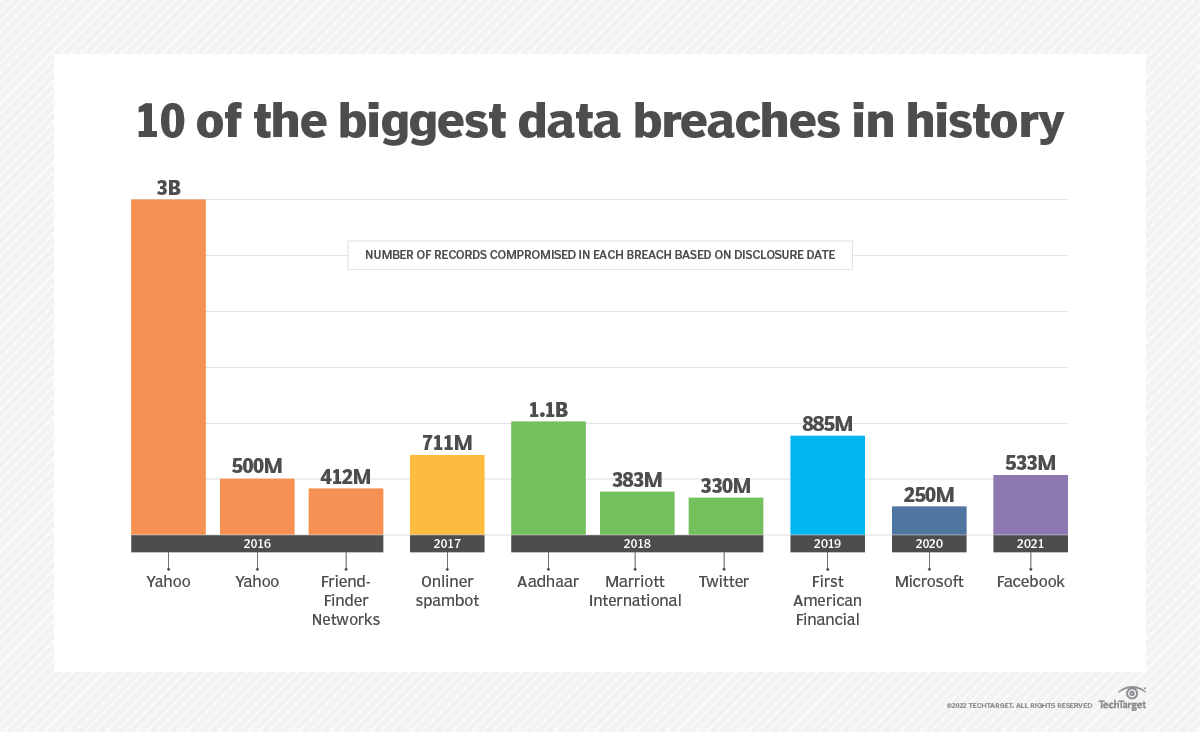 10 of the biggest data breaches in history
3B
NUMBER OF RECORDS COMPROMISED IN EACH BREACH BASED ON DISCLOSURE DATE
500M
412M
711M
1.1B
383M
330M
885M
250M
533M
2016
2017
2018
2019
2020
2021
Yahoo
Yahoo
Friend-
Finder
Networks
Onliner
spambot
Aadhaar
Marriott
International
Twitter
First
American
Financial
Microsoft
Facebook
©2022 TECHTARGET. ALL RIGHTS RESERVED
TechTarget